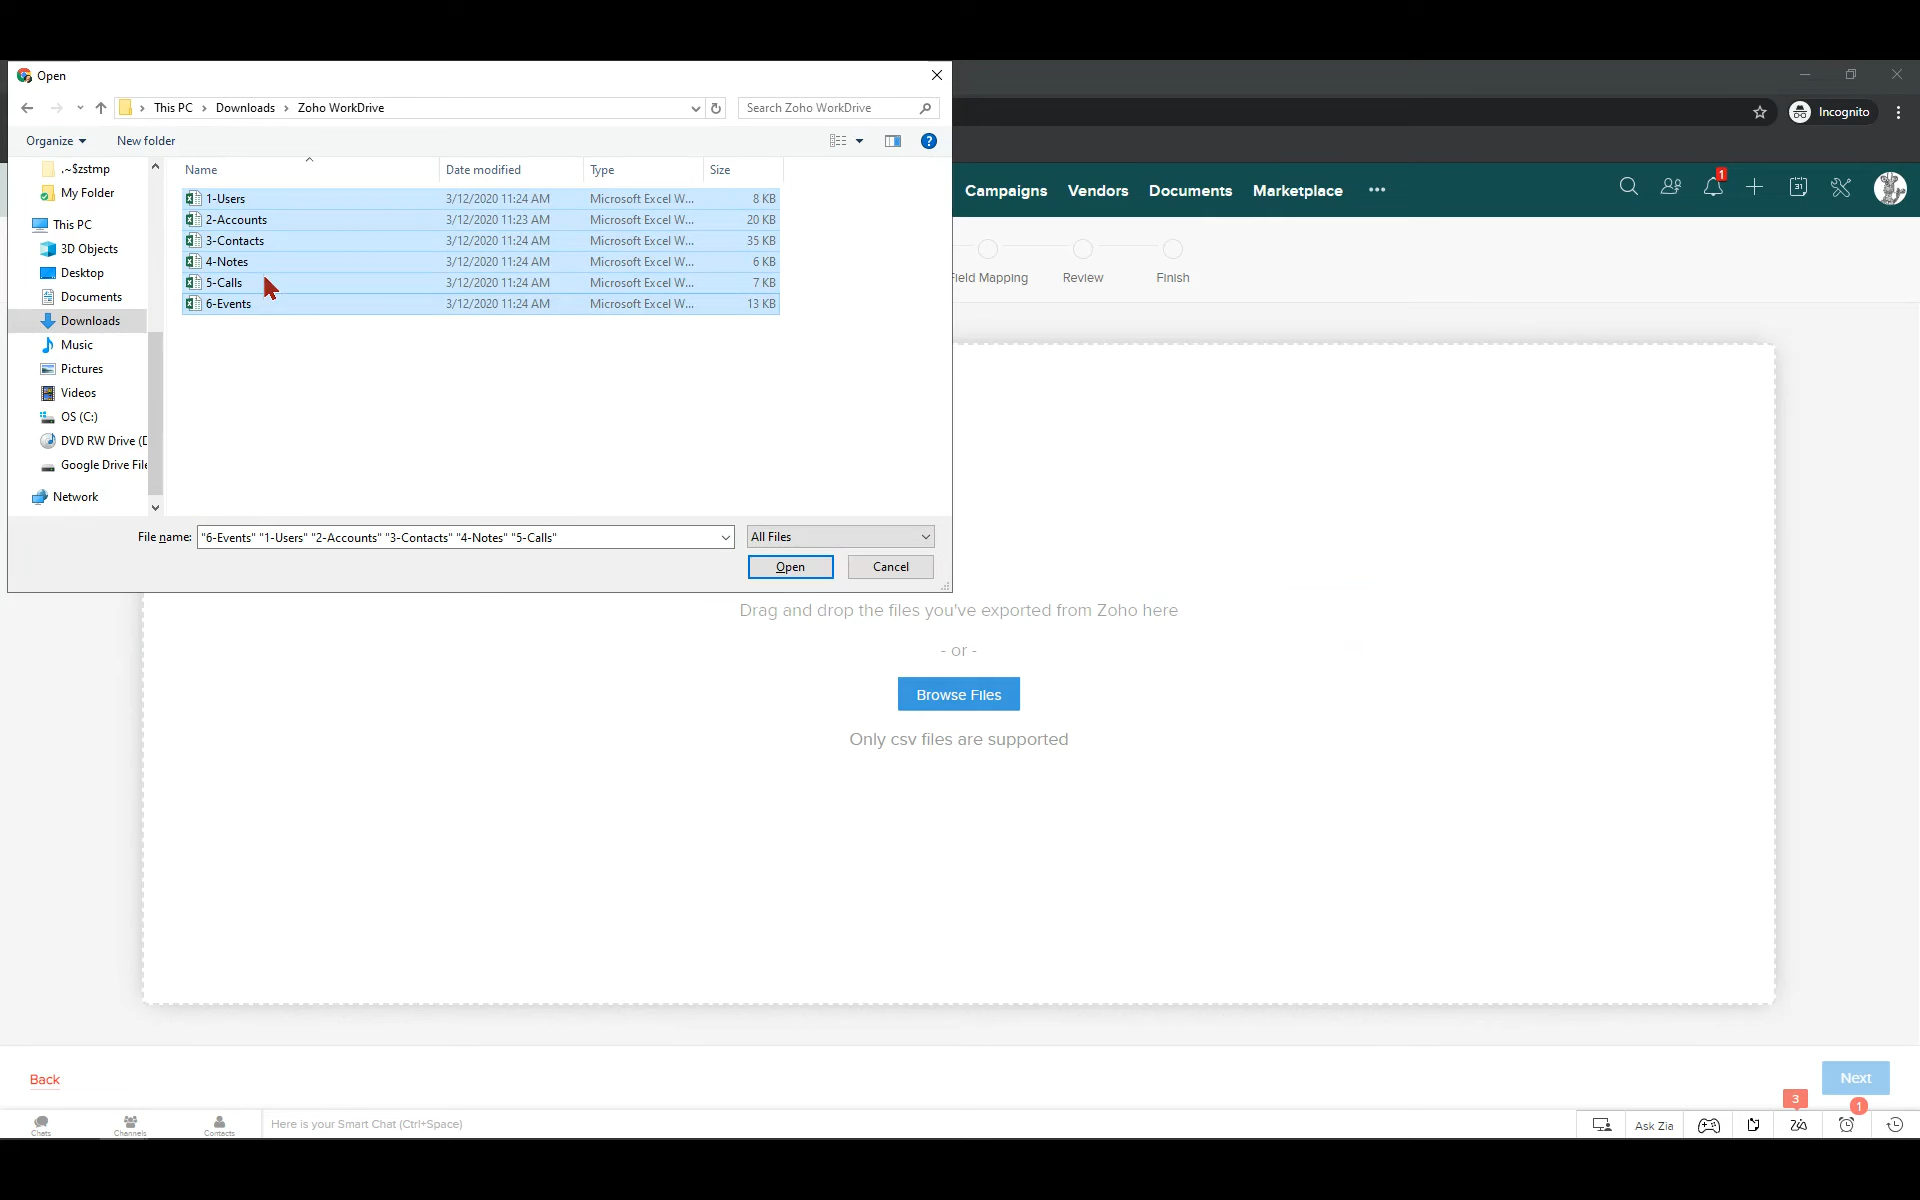 Open
This PC > Downloads > Zoho WorkDrive
Search Zoho WorkDrive
Incognito
Organize
New folder
Name
Date modified
Type
Size
.~$zstmp
My Folder
This PC
3D Objects
Desktop
Documents
Downloads
Music
Pictures
Videos
OS (C:)
DVD RW Drive (D
Google Drive File
Network
1-Users 3/12/2020 11:24 AM Microsoft Excel W... 8 KB
2-Accounts 3/12/2020 11:23 AM Microsoft Excel W... 20 KB
3-Contacts 3/12/2020 11:24 AM Microsoft Excel W... 35 KB
4-Notes 3/12/2020 11:24 AM Microsoft Excel W... 6 KB
5-Calls 3/12/2020 11:24 AM Microsoft Excel W... 7 KB
6-Events 3/12/2020 11:24 AM Microsoft Excel W... 13 KB
File name: "6-Events" "1-Users" "2-Accounts" "3-Contacts" "4-Notes" "5-Calls"
All Files
Open
Cancel
Campaigns Vendors Documents Marketplace
1
31
ield Mapping
Review
Finish
Drag and drop the files you've exported from Zoho here
- or -
Browse Files
Only csv files are supported
Back
Next
Chats
Channels
Contacts
Here is your Smart Chat (Ctrl+Space)
Ask Zia
3
1